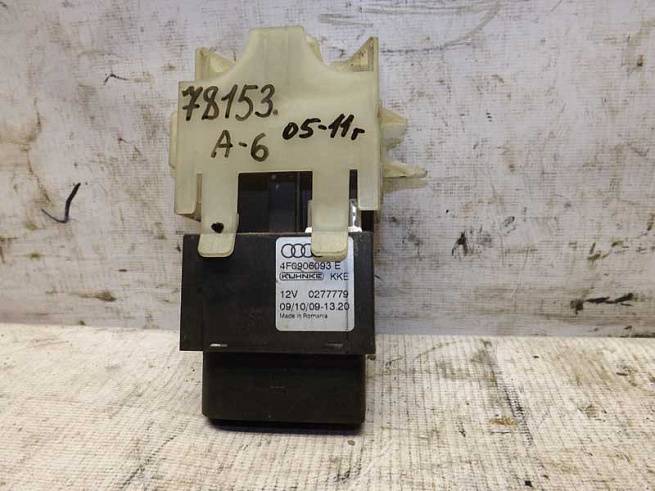 78153.
A-6 05-11г
4F0906093 E
KUHNKE KKE
12V 0277779
09/10/09-13.20
Made in Romania